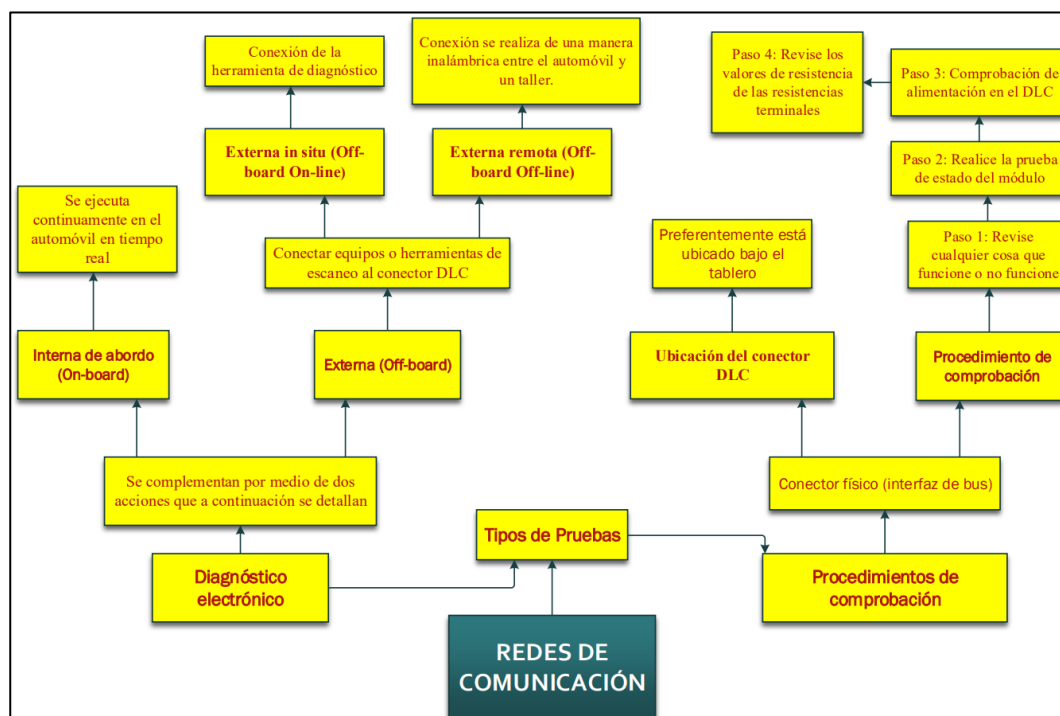 Conexión de la
herramienta de diagnóstico
Conexión se realiza de una manera
inalámbrica entre el automóvil y
un taller.
Paso 4: Revise los
valores de resistencia
de las resistencias
terminales
Paso 3: Comprobación de
alimentación en el DLC
Externa in situ (Off-
board On-line)
Externa remota (Off-
board Off-line)
Paso 2: Realice la prueba
de estado del módulo
Se ejecuta
continuamente en el
automóvil en tiempo
real
Conectar equipos o herramientas de
escaneo al conector DLC
Preferentemente está
ubicado bajo el
tablero
Paso 1: Revise
cualquier cosa que
funcione o no funcione
Interna de abordo
(On-board)
Externa (Off-board)
Ubicación del conector
DLC
Procedimiento de
comprobación
Se complementan por medio de dos
acciones que a continuación se detallan
Conector físico (interfaz de bus)
Tipos de Pruebas
Diagnóstico
electrónico
Procedimientos de
comprobación
REDES DE
COMUNICACIÓN